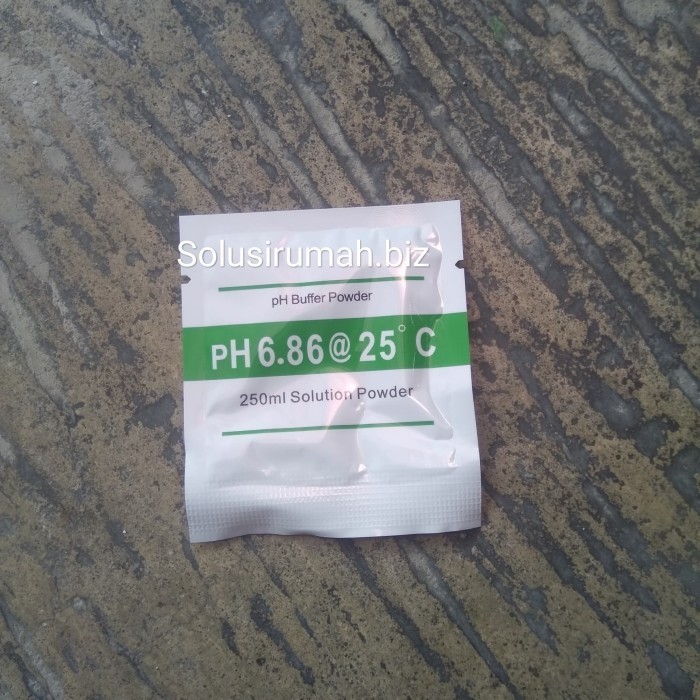 Solusirumah.biz
pH Buffer Powder
PH 6.86@ 25°C
250ml Solution Powder